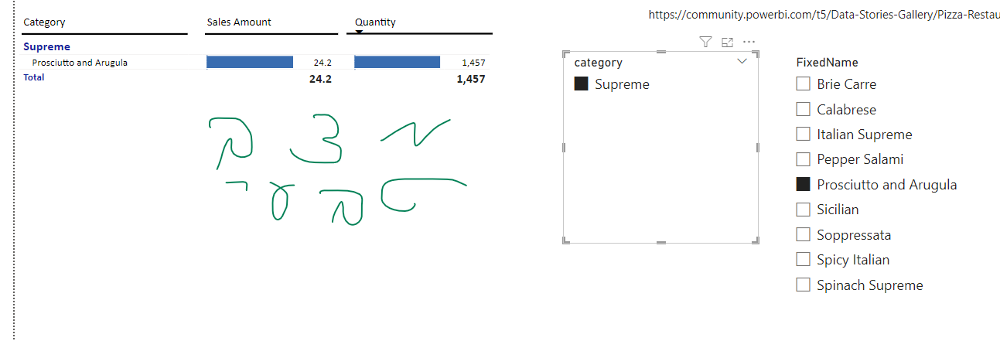 https://community.powerbi.com/t5/Data-Stories-Gallery/Pizza-Restau
Category Sales Amount Quantity
Supreme
Prosciutto and Arugula 24.2 1,457
Total 24.2 1,457
category
Supreme
FixedName
Brie Carre
Calabrese
Italian Supreme
Pepper Salami
Prosciutto and Arugula
Sicilian
Soppressata
Spicy Italian
Spinach Supreme